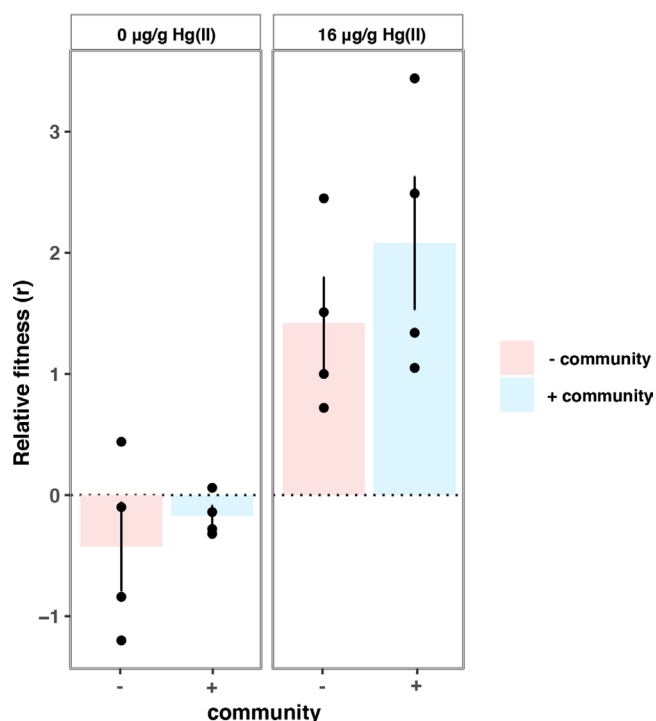 0 µg/g Hg(II) 16 µg/g Hg(II)
Relative fitness (r)
3
2
1
0
−1
- + - +
community
- community
+ community